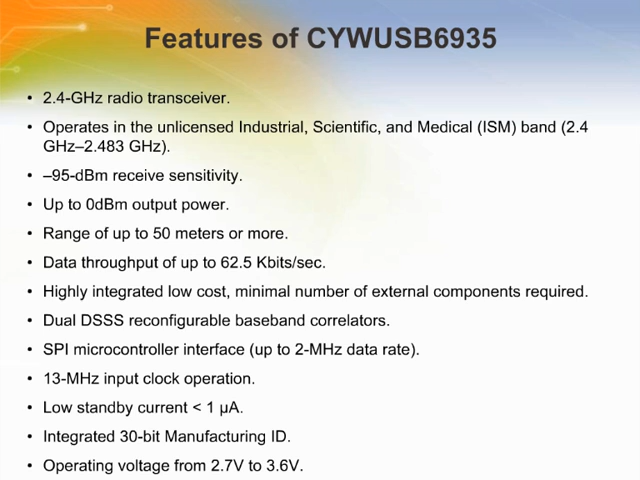 Features of CYWUSB6935
• 2.4-GHz radio transceiver.
• Operates in the unlicensed Industrial, Scientific, and Medical (ISM) band (2.4
GHz–2.483 GHz).
• –95-dBm receive sensitivity.
• Up to 0dBm output power.
• Range of up to 50 meters or more.
• Data throughput of up to 62.5 Kbits/sec.
• Highly integrated low cost, minimal number of external components required.
• Dual DSSS reconfigurable baseband correlators.
• SPI microcontroller interface (up to 2-MHz data rate).
• 13-MHz input clock operation.
• Low standby current < 1 µA.
• Integrated 30-bit Manufacturing ID.
• Operating voltage from 2.7V to 3.6V.